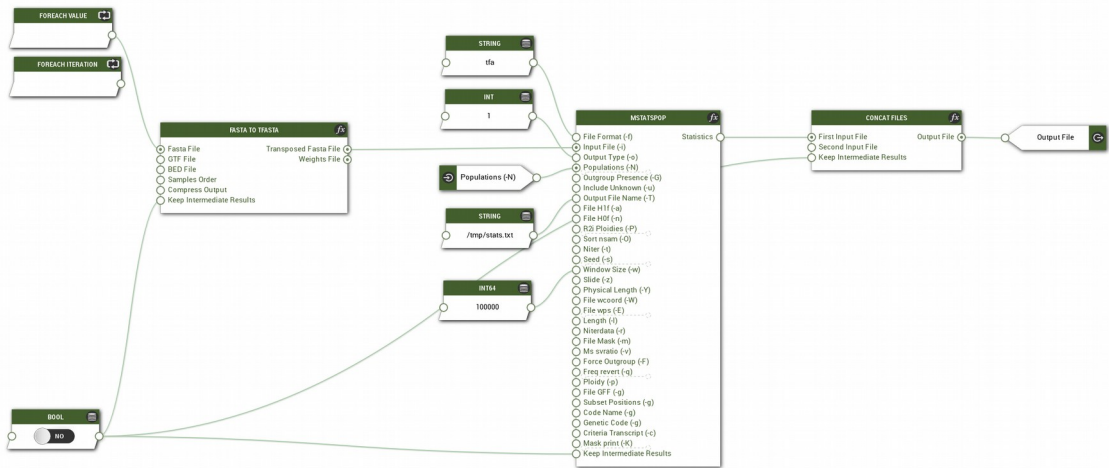 FOREACH VALUE
FOREACH ITERATION
FASTA TO TFASTA
fx
Fasta File
GTF File
BED File
Samples Order
Compress Output
Keep Intermediate Results
Transposed Fasta File
Weights File
STRING
tfa
INT
1
Populations (-N)
STRING
/tmp/stats.txt
INT64
100000
BOOL
NO
MSTATSPOP
fx
File Format (-f)
Input File (-i)
Output Type (-o)
Populations (-N)
Outgroup Presence (-G)
Include Unknown (-u)
Output File Name (-T)
File H1f (-a)
File H0f (-n)
R2i Ploidies (-P)
Sort nsam (-O)
Niter (-t)
Seed (-s)
Window Size (-w)
Slide (-z)
Physical Length (-Y)
File wcoord (-W)
File wps (-E)
Length (-l)
Niterdata (-r)
File Mask (-m)
Ms svratio (-v)
Force Outgroup (-F)
Freq revert (-q)
Ploidy (-p)
File GFF (-g)
Subset Positions (-g)
Code Name (-g)
Genetic Code (-g)
Criteria Transcript (-c)
Mask print (-K)
Keep Intermediate Results
Statistics
CONCAT FILES
fx
First Input File
Second Input File
Keep Intermediate Results
Output File
Output File